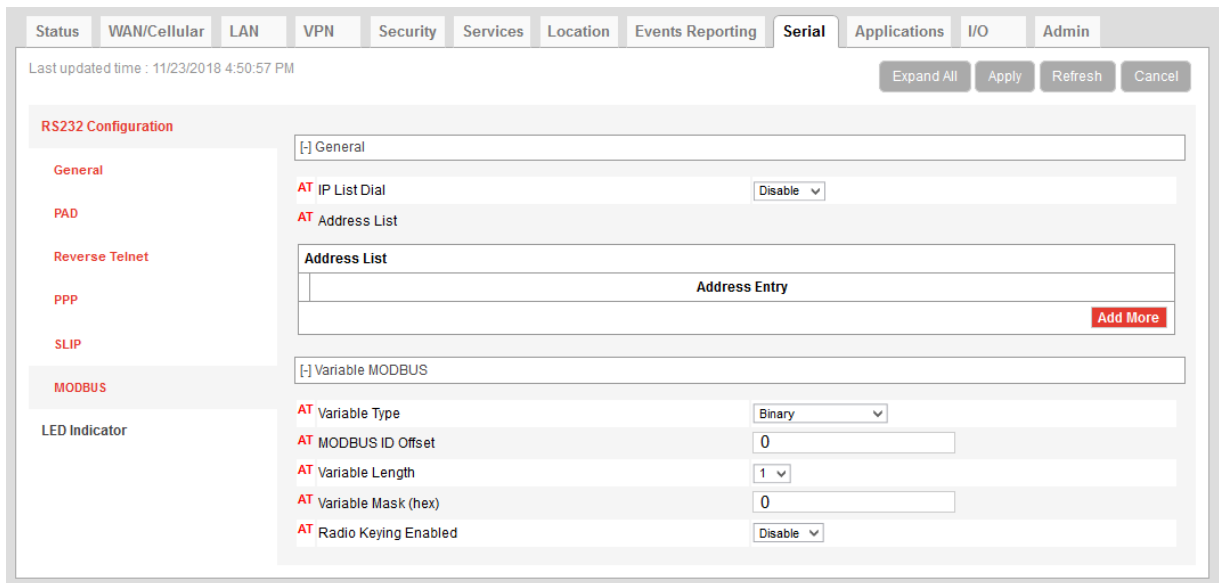 Status WAN/Cellular LAN VPN Security Services Location Events Reporting Serial Applications I/O Admin
Last updated time : 11/23/2018 4:50:57 PM
Expand All Apply Refresh Cancel
RS232 Configuration
General
PAD
Reverse Telnet
PPP
SLIP
MODBUS
LED Indicator
[-] General
AT IP List Dial Disable
AT Address List
Address List
Address Entry
Add More
[-] Variable MODBUS
AT Variable Type Binary
AT MODBUS ID Offset 0
AT Variable Length 1
AT Variable Mask (hex) 0
AT Radio Keying Enabled Disable